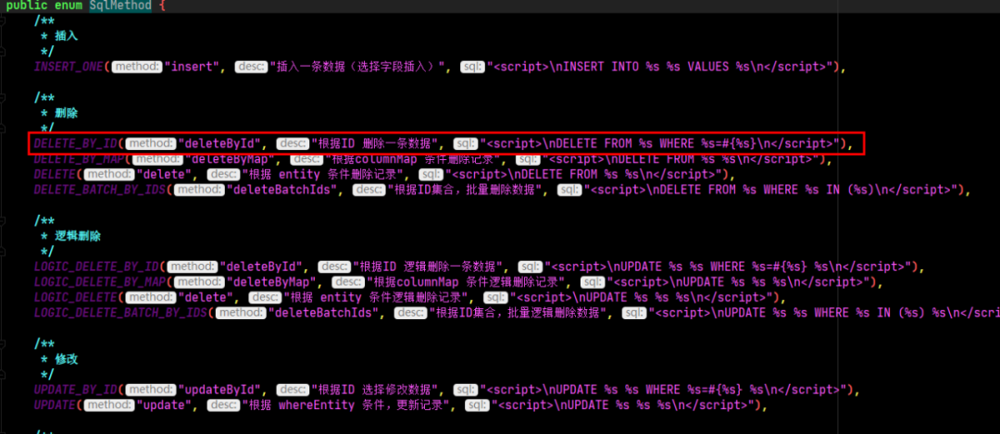 public enum SqlMethod {
/**
* 插入
*/
INSERT_ONE( method: "insert", desc: "插入一条数据（选择字段插入）", sql: "<script>\nINSERT INTO %s %s VALUES %s\n</script>"),
/**
* 删除
*/
DELETE_BY_ID( method: "deleteById", desc: "根据ID 删除一条数据", sql: "<script>\nDELETE FROM %s WHERE %s=#{%s}\n</script>"),
DELETE_BY_MAP( method: "deleteByMap", desc: "根据columnMap 条件删除记录", sql: "<script>\nDELETE FROM %s %s\n</script>"),
DELETE( method: "delete", desc: "根据 entity 条件删除记录", sql: "<script>\nDELETE FROM %s %s\n</script>"),
DELETE_BATCH_BY_IDS( method: "deleteBatchIds", desc: "根据ID集合，批量删除数据", sql: "<script>\nDELETE FROM %s WHERE %s IN (%s)\n</script>"),
/**
* 逻辑删除
*/
LOGIC_DELETE_BY_ID( method: "deleteById", desc: "根据ID 逻辑删除一条数据", sql: "<script>\nUPDATE %s %s WHERE %s=#{%s} %s\n</script>"),
LOGIC_DELETE_BY_MAP( method: "deleteByMap", desc: "根据columnMap 条件逻辑删除记录", sql: "<script>\nUPDATE %s %s %s\n</script>"),
LOGIC_DELETE( method: "delete", desc: "根据 entity 条件逻辑删除记录", sql: "<script>\nUPDATE %s %s %s\n</script>"),
LOGIC_DELETE_BATCH_BY_IDS( method: "deleteBatchIds", desc: "根据ID集合，批量逻辑删除数据", sql: "<script>\nUPDATE %s %s WHERE %s IN (%s) %s\n</scri
/**
* 修改
*/
UPDATE_BY_ID( method: "updateById", desc: "根据ID 选择修改数据", sql: "<script>\nUPDATE %s %s WHERE %s=#{%s} %s\n</script>"),
UPDATE( method: "update", desc: "根据 whereEntity 条件，更新记录", sql: "<script>\nUPDATE %s %s %s %s\n</script>"),
/**